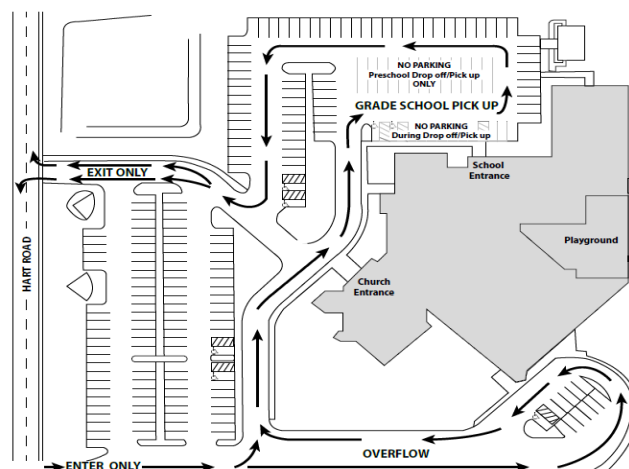 NO PARKING
Preschool Drop off/Pick up
ONLY
GRADE SCHOOL PICK UP
NO PARKING
During Drop off/Pick up
School
Entrance
EXIT ONLY
Playground
HART ROAD
Church
Entrance
OVERFLOW
ENTER ONLY